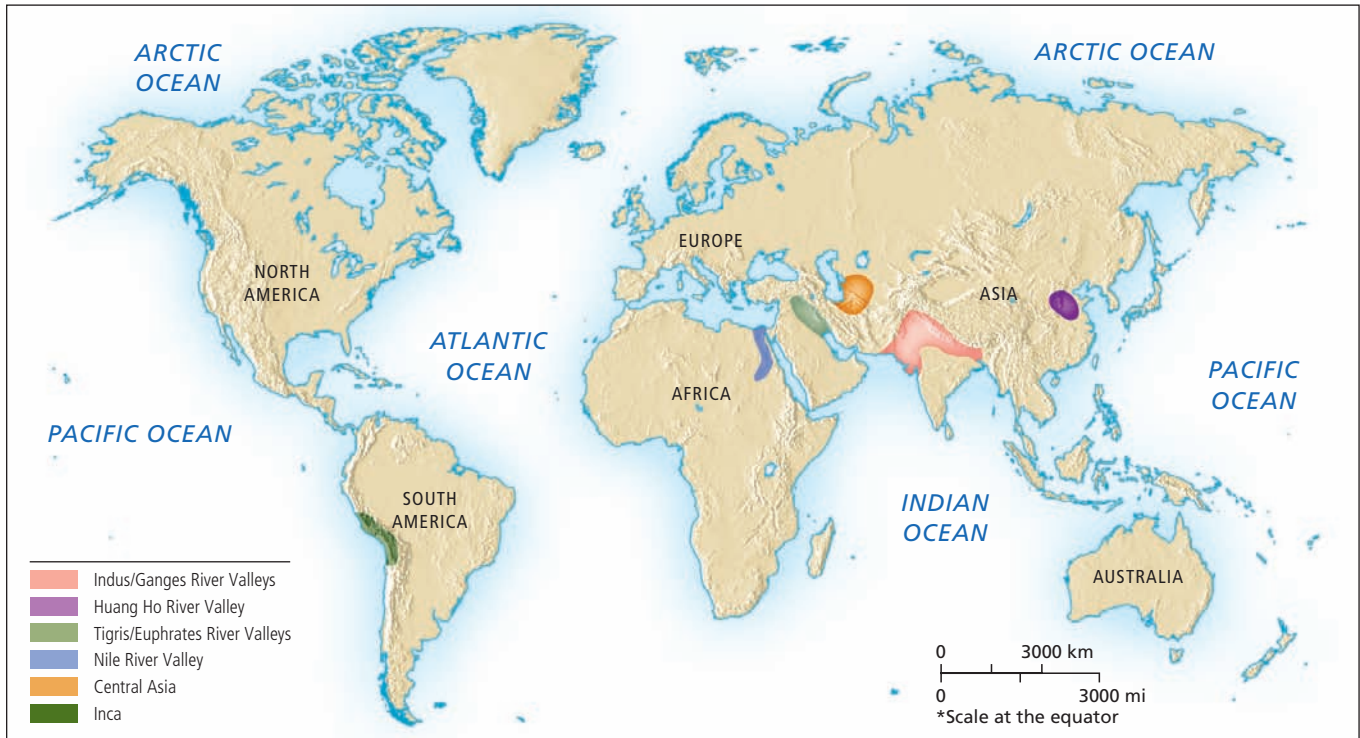 ARCTIC
OCEAN
ARCTIC OCEAN
NORTH
AMERICA
EUROPE
ASIA
ATLANTIC
OCEAN
AFRICA
PACIFIC
OCEAN
PACIFIC OCEAN
SOUTH
AMERICA
INDIAN
OCEAN
AUSTRALIA
Indus/Ganges River Valleys
Huang Ho River Valley
Tigris/Euphrates River Valleys
Nile River Valley
Central Asia
Inca
0 3000 km
0 3000 mi
*Scale at the equator